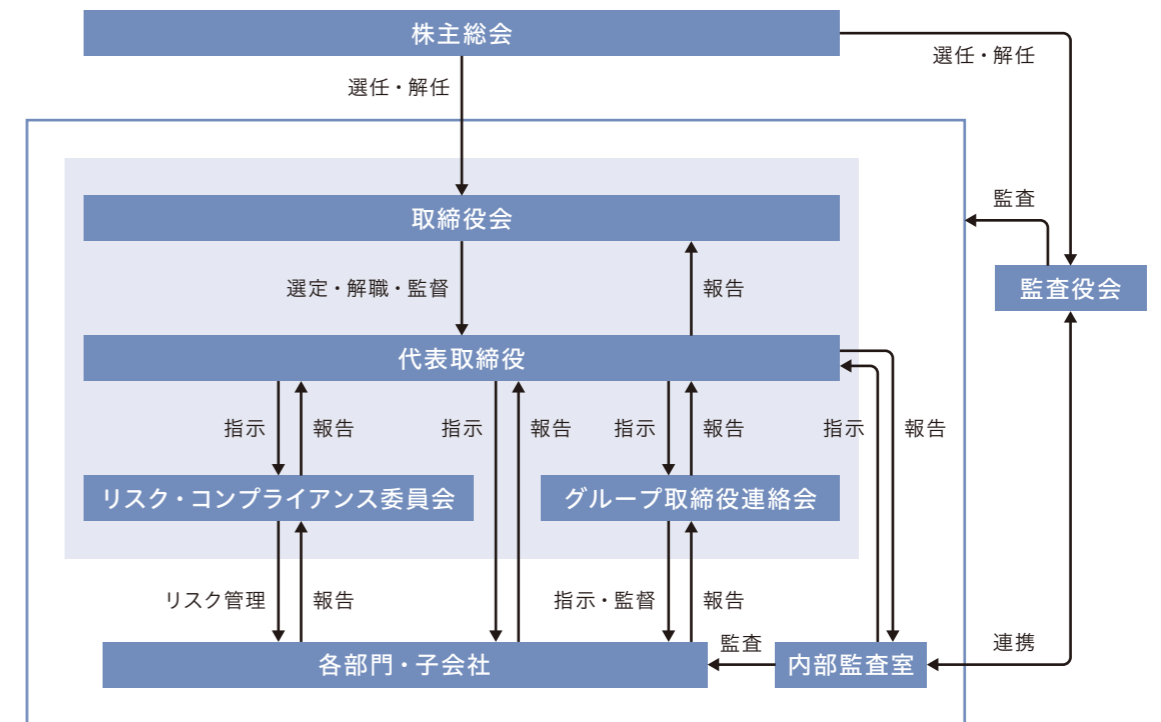 株主総会
選任・解任
選任・解任
監査
取締役会
監査役会
選定・解職・監督
報告
代表取締役
指示
報告
指示
報告
指示
報告
指示
報告
リスク・コンプライアンス委員会
グループ取締役連絡会
リスク管理
報告
指示・監督
報告
監査
連携
各部門・子会社
内部監査室